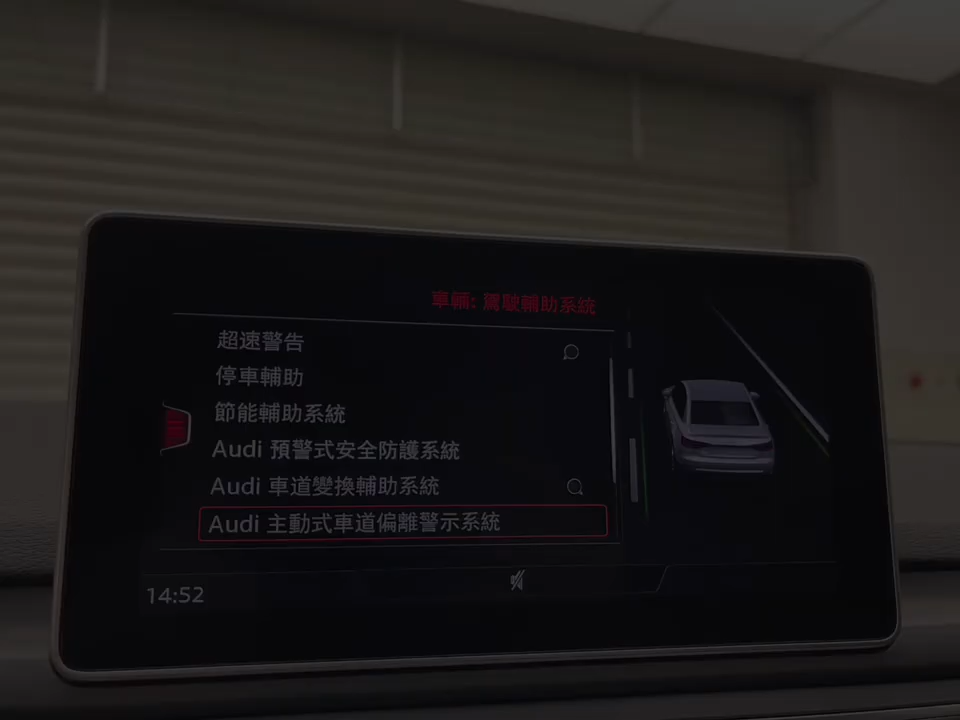 車輛: 駕駛輔助系統
超速警告
停車輔助
節能輔助系統
Audi 預警式安全防護系統
Audi 車道變換輔助系統
Audi 主動式車道偏離警示系統
14:52